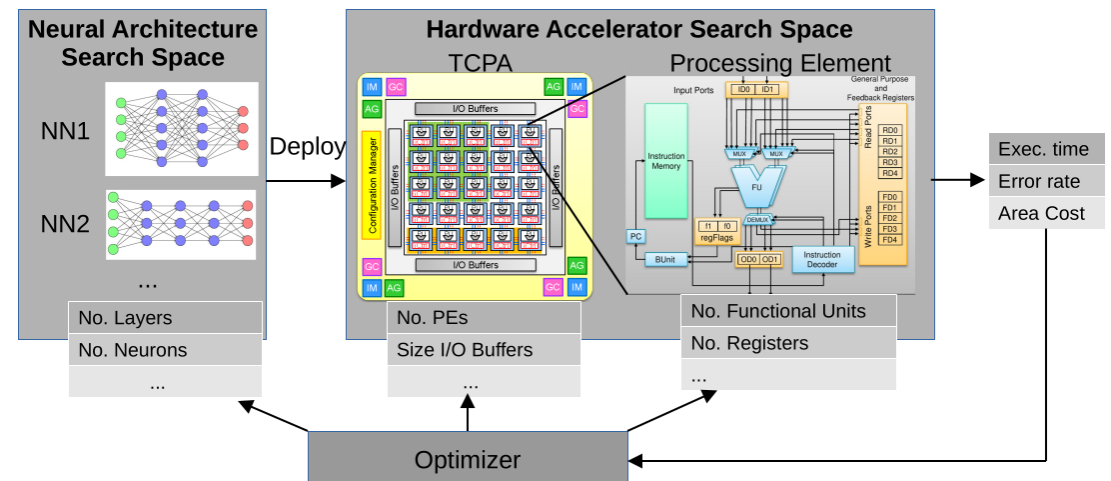 Neural Architecture
Search Space
NN1
NN2
...
No. Layers
No. Neurons
...
Deploy
Hardware Accelerator Search Space
TCPA
IM
GC
AG
IM
AG
GC
I/O Buffers
Configuration Manager
I/O Buffers
I/O Buffers
I/O Buffers
GC
IM
AG
AG
GC
IM
No. PEs
Size I/O Buffers
...
Processing Element
Input Ports
ID0 ID1
General Purpose
and
Feedback Registers
Read Ports
RD0
RD1
RD2
RD3
RD4
Write Ports
FD0
FD1
FD2
FD3
FD4
Instruction
Memory
MUX
MUX
FU
DEMUX
f1 f0
regFlags
PC
BUnit
OD0 OD1
Instruction
Decoder
No. Functional Units
No. Registers
...
Exec. time
Error rate
Area Cost
Optimizer